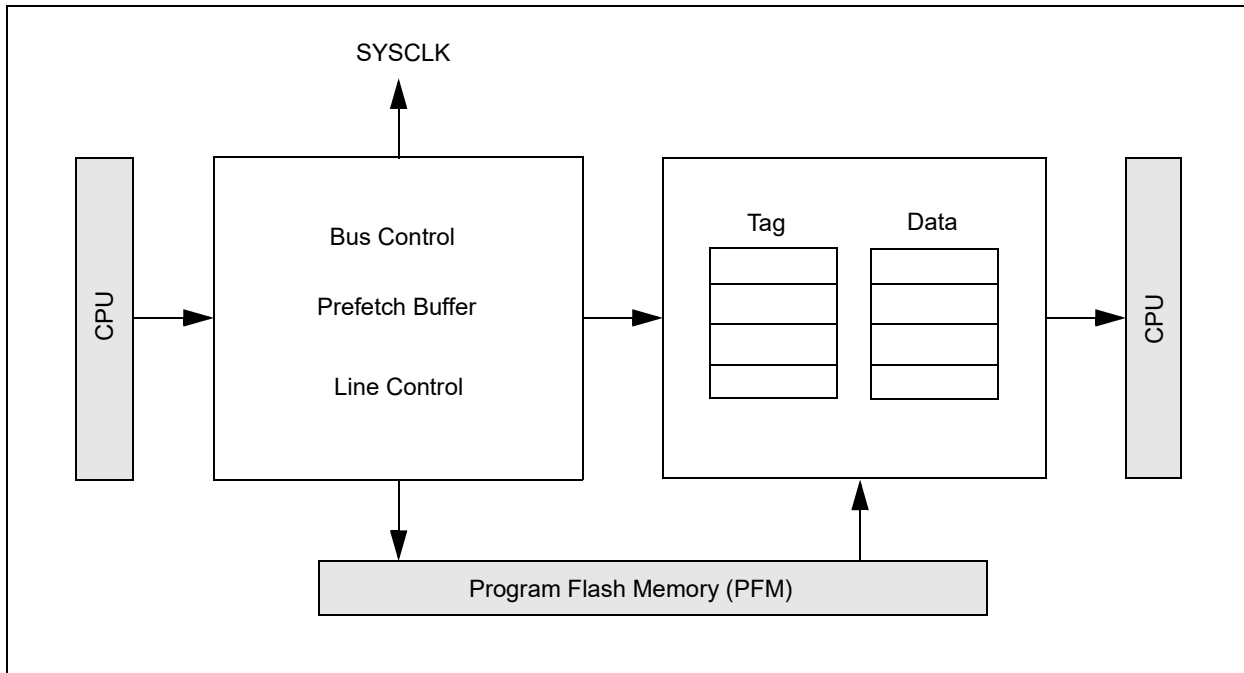 SYSCLK
CPU
Bus Control
Prefetch Buffer
Line Control
Tag
Data
CPU
Program Flash Memory (PFM)